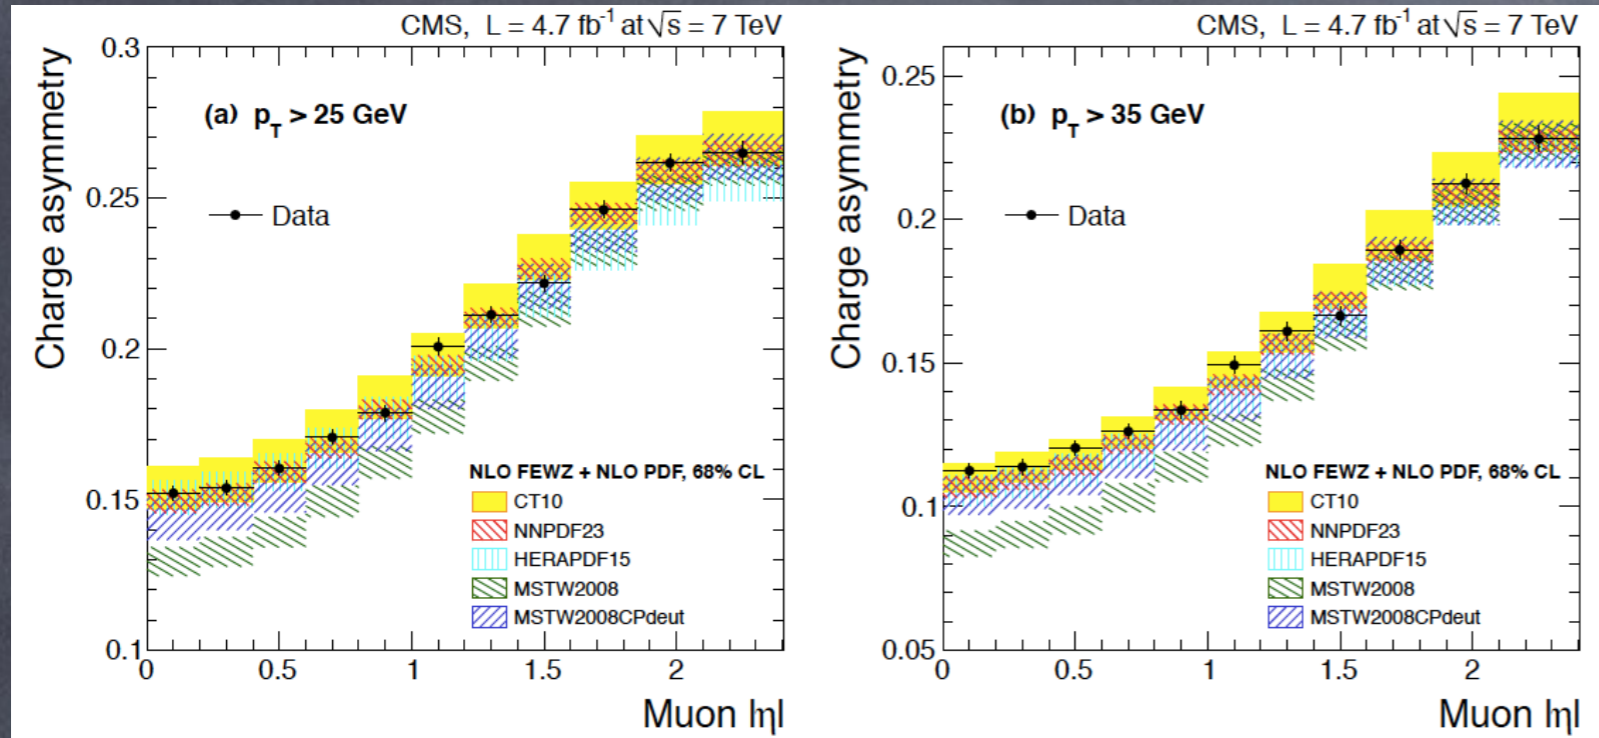 CMS, L = 4.7 fb⁻¹ at √s = 7 TeV
Charge asymmetry
0.3
0.25
0.2
0.15
0.1
(a) p_T > 25 GeV
Data
NLO FEWZ + NLO PDF, 68% CL
CT10
NNPDF23
HERAPDF15
MSTW2008
MSTW2008CPdeut
0 0.5 1 1.5 2
Muon |η|
CMS, L = 4.7 fb⁻¹ at √s = 7 TeV
Charge asymmetry
0.25
0.2
0.15
0.1
0.05
(b) p_T > 35 GeV
Data
NLO FEWZ + NLO PDF, 68% CL
CT10
NNPDF23
HERAPDF15
MSTW2008
MSTW2008CPdeut
0 0.5 1 1.5 2
Muon |η|